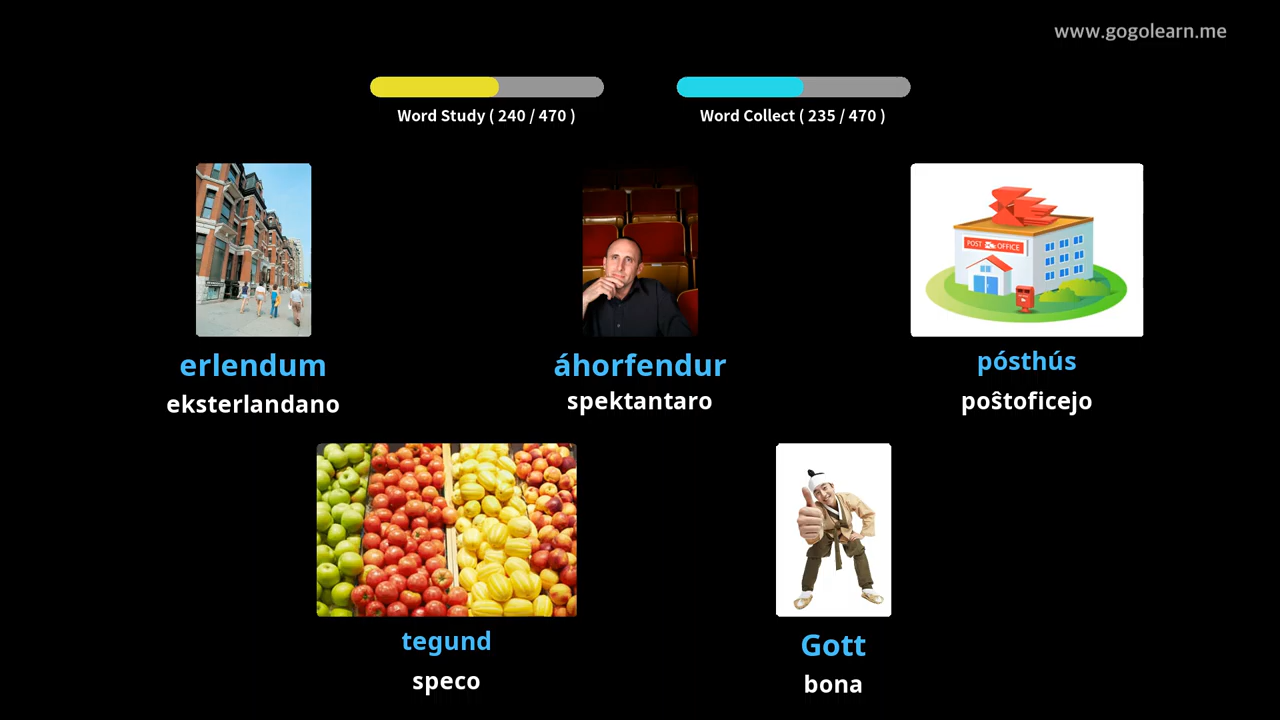 www.gogolearn.me
Word Study ( 240 / 470 )
Word Collect ( 235 / 470 )
POST OFFICE
erlendum
áhorfendur
pósthús
eksterlandano
spektantaro
poŝtoficejo
tegund
Gott
speco
bona